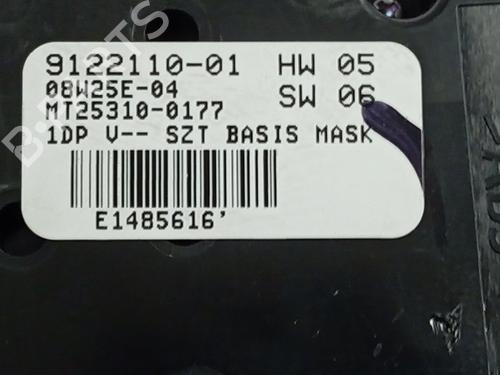 9122110-01 HW 05
08W25E-04 SW 06
MT25310-0177
1DP V-- SZT BASIS MASK
E1485616'